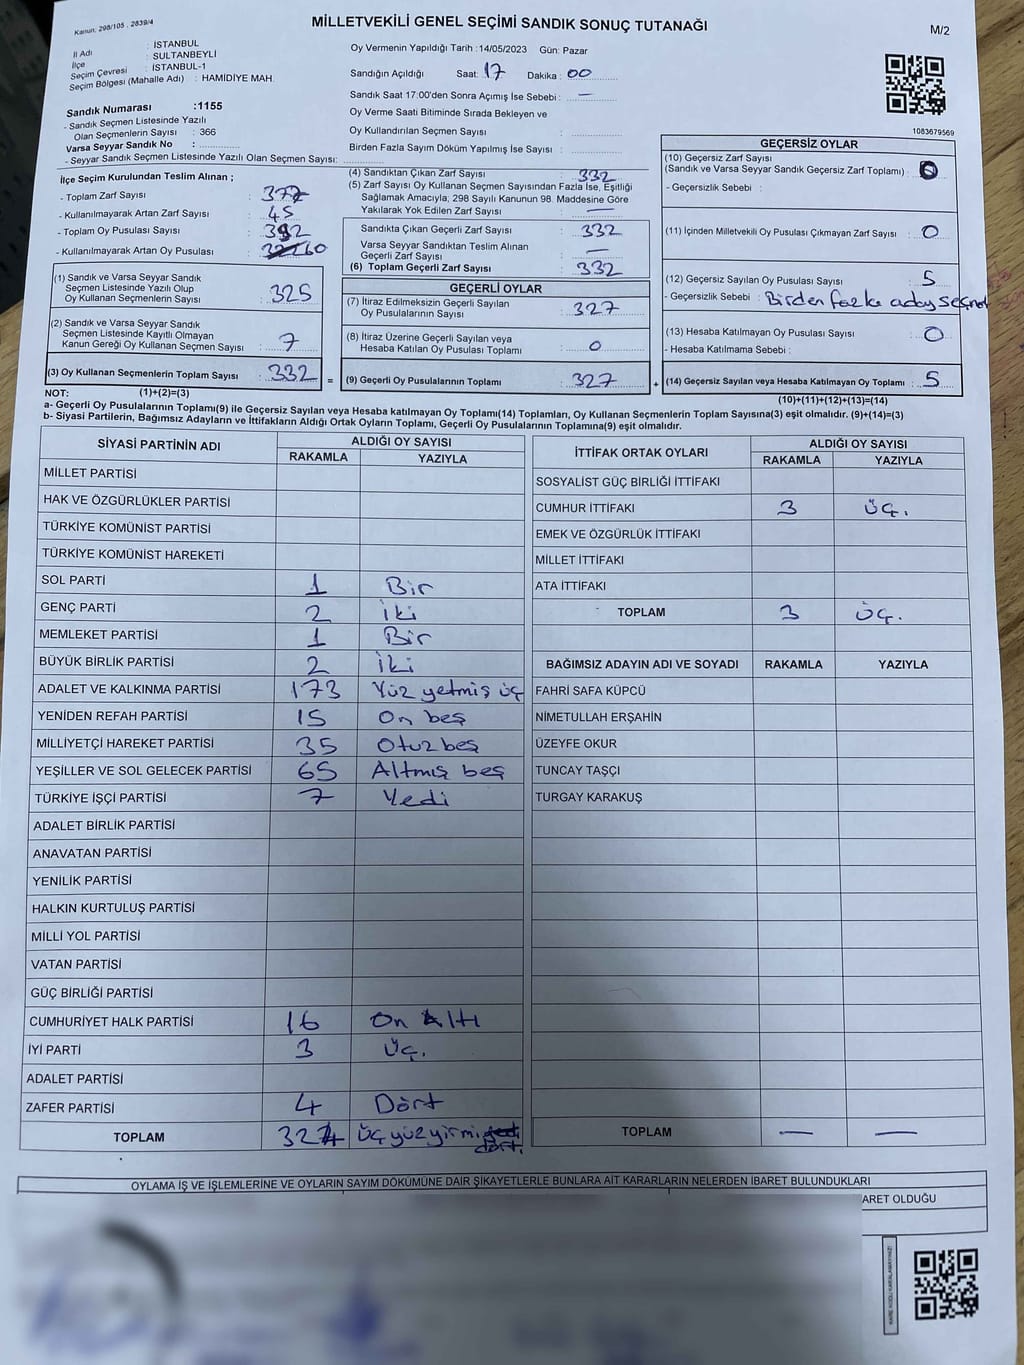 Kanun: 298/105, 2839/4
MİLLETVEKİLİ GENEL SEÇİMİ SANDIK SONUÇ TUTANAĞI
M/2
İl Adı : İSTANBUL
İlçe : SULTANBEYLİ
Seçim Çevresi : İSTANBUL-1
Seçim Bölgesi (Mahalle Adı) : HAMİDİYE MAH.
Oy Vermenin Yapıldığı Tarih :14/05/2023 Gün: Pazar
Sandığın Açıldığı Saat: 17 Dakika : 00
Sandık Saat 17:00'den Sonra Açımış İse Sebebi : —
Oy Verme Saati Bitiminde Sırada Bekleyen ve
Oy Kullandırılan Seçmen Sayısı :
Birden Fazla Sayım Döküm Yapılmış İse Sayısı :
1083679569
Sandık Numarası :1155
- Sandık Seçmen Listesinde Yazılı
Olan Seçmenlerin Sayısı : 366
Varsa Seyyar Sandık No :
- Seyyar Sandık Seçmen Listesinde Yazılı Olan Seçmen Sayısı:
İlçe Seçim Kurulundan Teslim Alınan ;
- Toplam Zarf Sayısı : 377
- Kullanılmayarak Artan Zarf Sayısı : 45
- Toplam Oy Pusulası Sayısı : 392
- Kullanılmayarak Artan Oy Pusulası : 60
(1) Sandık ve Varsa Seyyar Sandık
Seçmen Listesinde Yazılı Olup
Oy Kullanan Seçmenlerin Sayısı : 325
(2) Sandık ve Varsa Seyyar Sandık
Seçmen Listesinde Kayıtlı Olmayan
Kanun Gereği Oy Kullanan Seçmen Sayısı : 7
(3) Oy Kullanan Seçmenlerin Toplam Sayısı : 332 =
(4) Sandıktan Çıkan Zarf Sayısı : 332
(5) Zarf Sayısı Oy Kullanan Seçmen Sayısından Fazla İse, Eşitliği
Sağlamak Amacıyla; 298 Sayılı Kanunun 98. Maddesine Göre
Yakılarak Yok Edilen Zarf Sayısı : —
Sandıkta Çıkan Geçerli Zarf Sayısı : 332
Varsa Seyyar Sandıktan Teslim Alınan
Geçerli Zarf Sayısı : —
(6) Toplam Geçerli Zarf Sayısı : 332
GEÇERLİ OYLAR
(7) İtiraz Edilmeksizin Geçerli Sayılan
Oy Pusulalarının Sayısı : 327
(8) İtiraz Üzerine Geçerli Sayılan veya
Hesaba Katılan Oy Pusulası Toplamı : 0
(9) Geçerli Oy Pusulalarının Toplamı : 327 +
GEÇERSİZ OYLAR
(10) Geçersiz Zarf Sayısı
(Sandık ve Varsa Seyyar Sandık Geçersiz Zarf Toplamı) : 0
- Geçersizlik Sebebi :
(11) İçinden Milletvekili Oy Pusulası Çıkmayan Zarf Sayısı : 0
(12) Geçersiz Sayılan Oy Pusulası Sayısı : 5
- Geçersizlik Sebebi : Birden fazla aday
(13) Hesaba Katılmayan Oy Pusulası Sayısı : 0
- Hesaba Katılmama Sebebi :
(14) Geçersiz Sayılan veya Hesaba Katılmayan Oy Toplamı : 5
NOT: (1)+(2)=(3)
(10)+(11)+(12)+(13)=(14)
a- Geçerli Oy Pusulalarının Toplamı(9) ile Geçersiz Sayılan veya Hesaba katılmayan Oy Toplamı(14) Toplamları, Oy Kullanan Seçmenlerin Toplam Sayısına(3) eşit olmalıdır. (9)+(14)=(3)
b- Siyasi Partilerin, Bağımsız Adayların ve İttifakların Aldığı Ortak Oyların Toplamı, Geçerli Oy Pusulalarının Toplamına(9) eşit olmalıdır.
SİYASİ PARTİNİN ADI ALDIĞI OY SAYISI
RAKAMLA YAZIYLA
MİLLET PARTİSİ
HAK VE ÖZGÜRLÜKLER PARTİSİ
TÜRKİYE KOMÜNİST PARTİSİ
TÜRKİYE KOMÜNİST HAREKETİ
SOL PARTİ 1 Bir
GENÇ PARTİ 2 İki
MEMLEKET PARTİSİ 1 Bir
BÜYÜK BİRLİK PARTİSİ 2 İki
ADALET VE KALKINMA PARTİSİ 173 Yüz yetmiş üç
YENİDEN REFAH PARTİSİ 15 On beş
MİLLİYETÇİ HAREKET PARTİSİ 35 Otuz beş
YEŞİLLER VE SOL GELECEK PARTİSİ 65 Altmış beş
TÜRKİYE İŞÇİ PARTİSİ 7 Yedi
ADALET BİRLİK PARTİSİ
ANAVATAN PARTİSİ
YENİLİK PARTİSİ
HALKIN KURTULUŞ PARTİSİ
MİLLİ YOL PARTİSİ
VATAN PARTİSİ
GÜÇ BİRLİĞİ PARTİSİ
CUMHURİYET HALK PARTİSİ 16 On Altı
İYİ PARTİ 3 Üç.
ADALET PARTİSİ
ZAFER PARTİSİ 4 Dört
TOPLAM 324 Üç yüz yirmi dört.
İTTİFAK ORTAK OYLARI ALDIĞI OY SAYISI
RAKAMLA YAZIYLA
SOSYALİST GÜÇ BİRLİĞİ İTTİFAKI
CUMHUR İTTİFAKI 3 Üç.
EMEK VE ÖZGÜRLÜK İTTİFAKI
MİLLET İTTİFAKI
ATA İTTİFAKI
TOPLAM 3 Üç.
BAĞIMSIZ ADAYIN ADI VE SOYADI RAKAMLA YAZIYLA
FAHRİ SAFA KÜPCÜ
NİMETULLAH ERŞAHİN
ÜZEYFE OKUR
TUNCAY TAŞÇI
TURGAY KARAKUŞ
TOPLAM — —
OYLAMA İŞ VE İŞLEMLERİNE VE OYLARIN SAYIM DÖKÜMÜNE DAİR ŞİKAYETLERLE BUNLARA AİT KARARLARIN NELERDEN İBARET BULUNDUKLARI
ARET OLDUĞU
KARE KODU KARALAMAYINIZ!